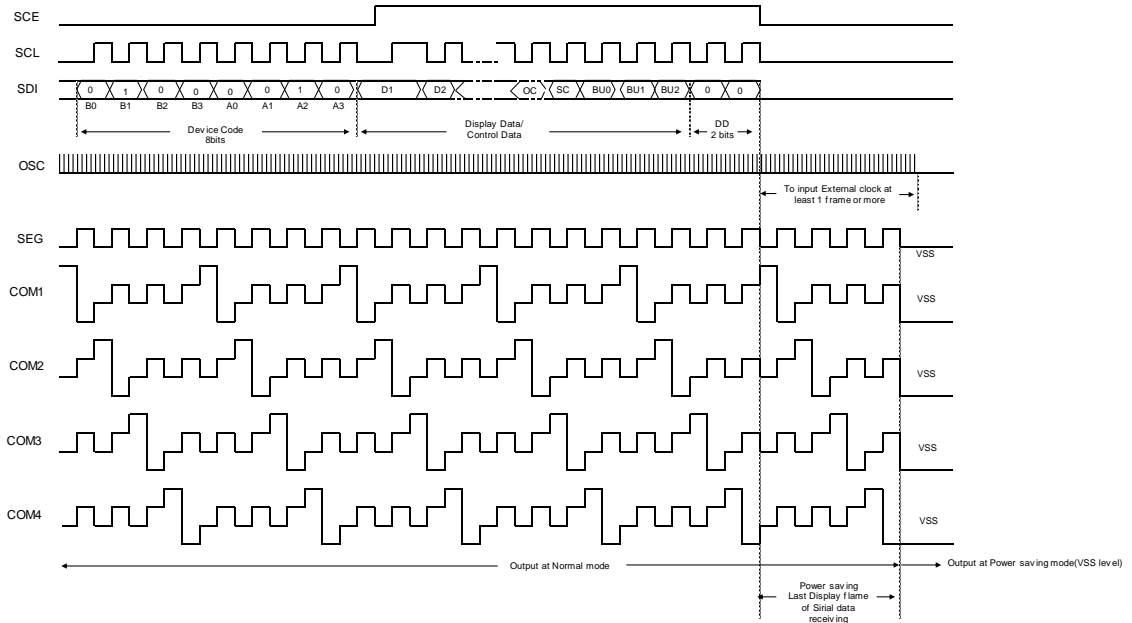 SCE
SCL
SDI
0 1 0 0 0 0 1 0 D1 D2 OC SC BU0 BU1 BU2 0 0
B0 B1 B2 B3 A0 A1 A2 A3
Device Code
8bits
Display Data/
Control Data
DD
2 bits
OSC
To input External clock at
least 1 frame or more
SEG
VSS
COM1
VSS
COM2
VSS
COM3
VSS
COM4
VSS
Output at Normal mode
Output at Power saving mode(VSS level)
Power saving
Last Display flame
of Sirial data
receiving